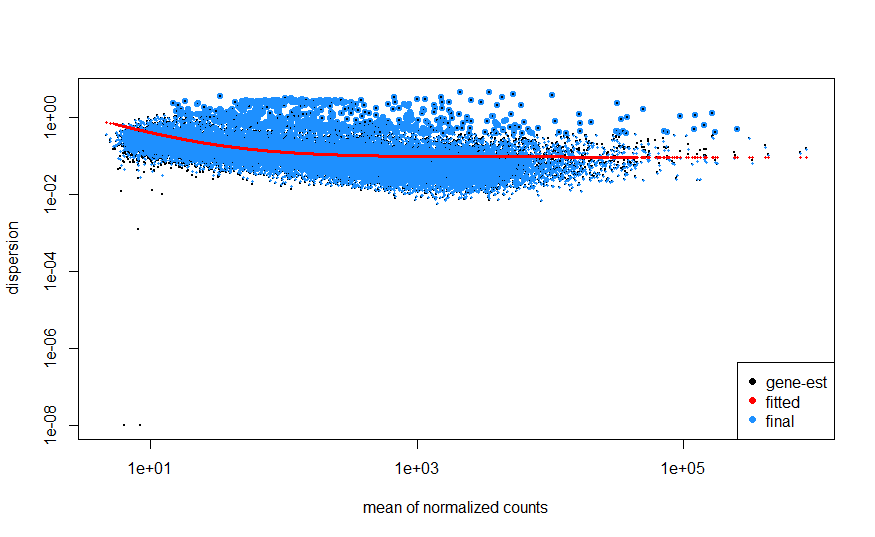 dispersion
1e+00
1e-02
1e-04
1e-06
1e-08
1e+01
1e+03
1e+05
mean of normalized counts
gene-est
fitted
final